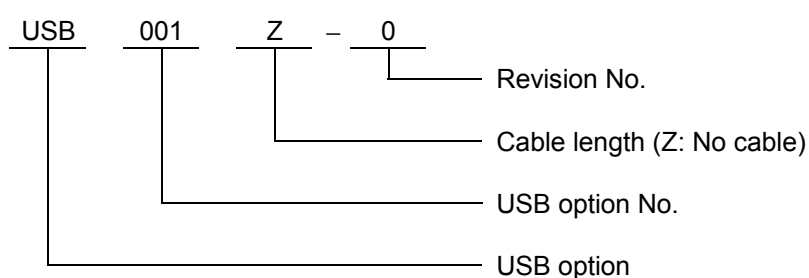 USB 001 Z – 0
Revision No.
Cable length (Z: No cable)
USB option No.
USB option